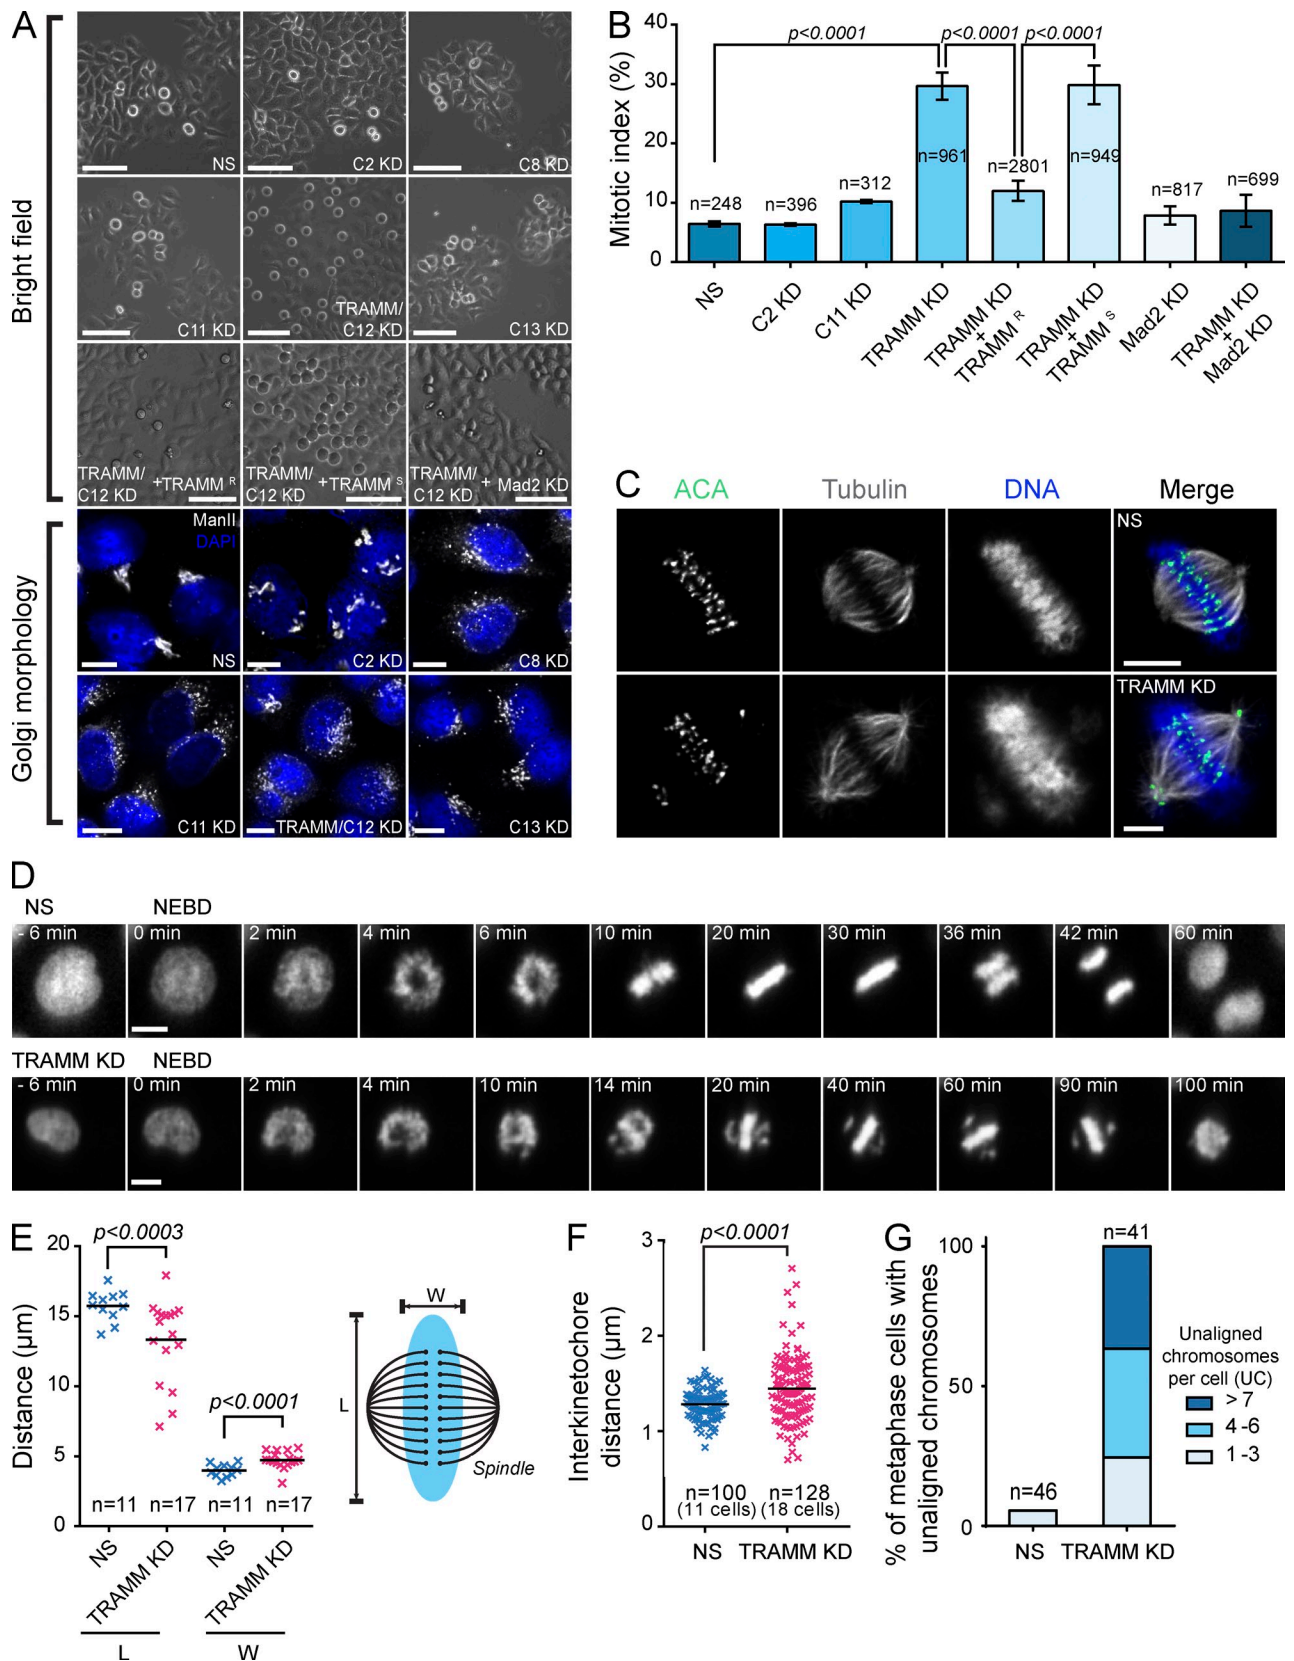 A
Bright field
NS
C2 KD
C8 KD
C11 KD
TRAMM/
C12 KD
C13 KD
TRAMM/
C12 KD
+TRAMM R
TRAMM/
C12 KD
+TRAMM S
TRAMM/
C12 KD
+ Mad2 KD
Golgi morphology
ManII
DAPI
NS
C2 KD
C8 KD
C11 KD
TRAMM/C12 KD
C13 KD
B
Mitotic index (%)
40
30
20
10
0
p<0.0001
p<0.0001
p<0.0001
n=248
n=396
n=312
n=961
n=2801
n=949
n=817
n=699
NS
C2 KD
C11 KD
TRAMM KD
TRAMM KD
+
TRAMM R
TRAMM KD
+
TRAMM S
Mad2 KD
TRAMM KD
+
Mad2 KD
C
ACA
Tubulin
DNA
Merge
NS
TRAMM KD
D
NS
NEBD
- 6 min
0 min
2 min
4 min
6 min
10 min
20 min
30 min
36 min
42 min
60 min
TRAMM KD
NEBD
- 6 min
0 min
2 min
4 min
10 min
14 min
20 min
40 min
60 min
90 min
100 min
E
Distance (µm)
20
15
10
5
0
p<0.0003
p<0.0001
n=11
n=17
n=11
n=17
NS
TRAMM KD
NS
TRAMM KD
L
W
W
L
Spindle
F
Interkinetochore
distance (µm)
3
2
1
0
p<0.0001
n=100
(11 cells)
n=128
(18 cells)
NS
TRAMM KD
G
% of metaphase cells with
unaligned chromosomes
100
50
0
n=46
n=41
NS
TRAMM KD
Unaligned
chromosomes
per cell (UC)
>7
4 -6
1 -3